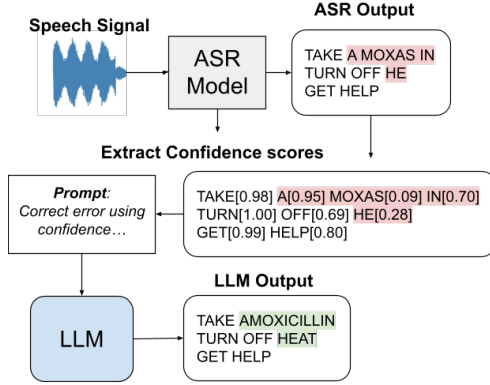 Speech Signal
ASR
Model
ASR Output
TAKE A MOXAS IN
TURN OFF HE
GET HELP
Extract Confidence scores
Prompt:
Correct error using
confidence...
TAKE[0.98] A[0.95] MOXAS[0.09] IN[0.70]
TURN[1.00] OFF[0.69] HE[0.28]
GET[0.99] HELP[0.80]
LLM
LLM Output
TAKE AMOXICILLIN
TURN OFF HEAT
GET HELP